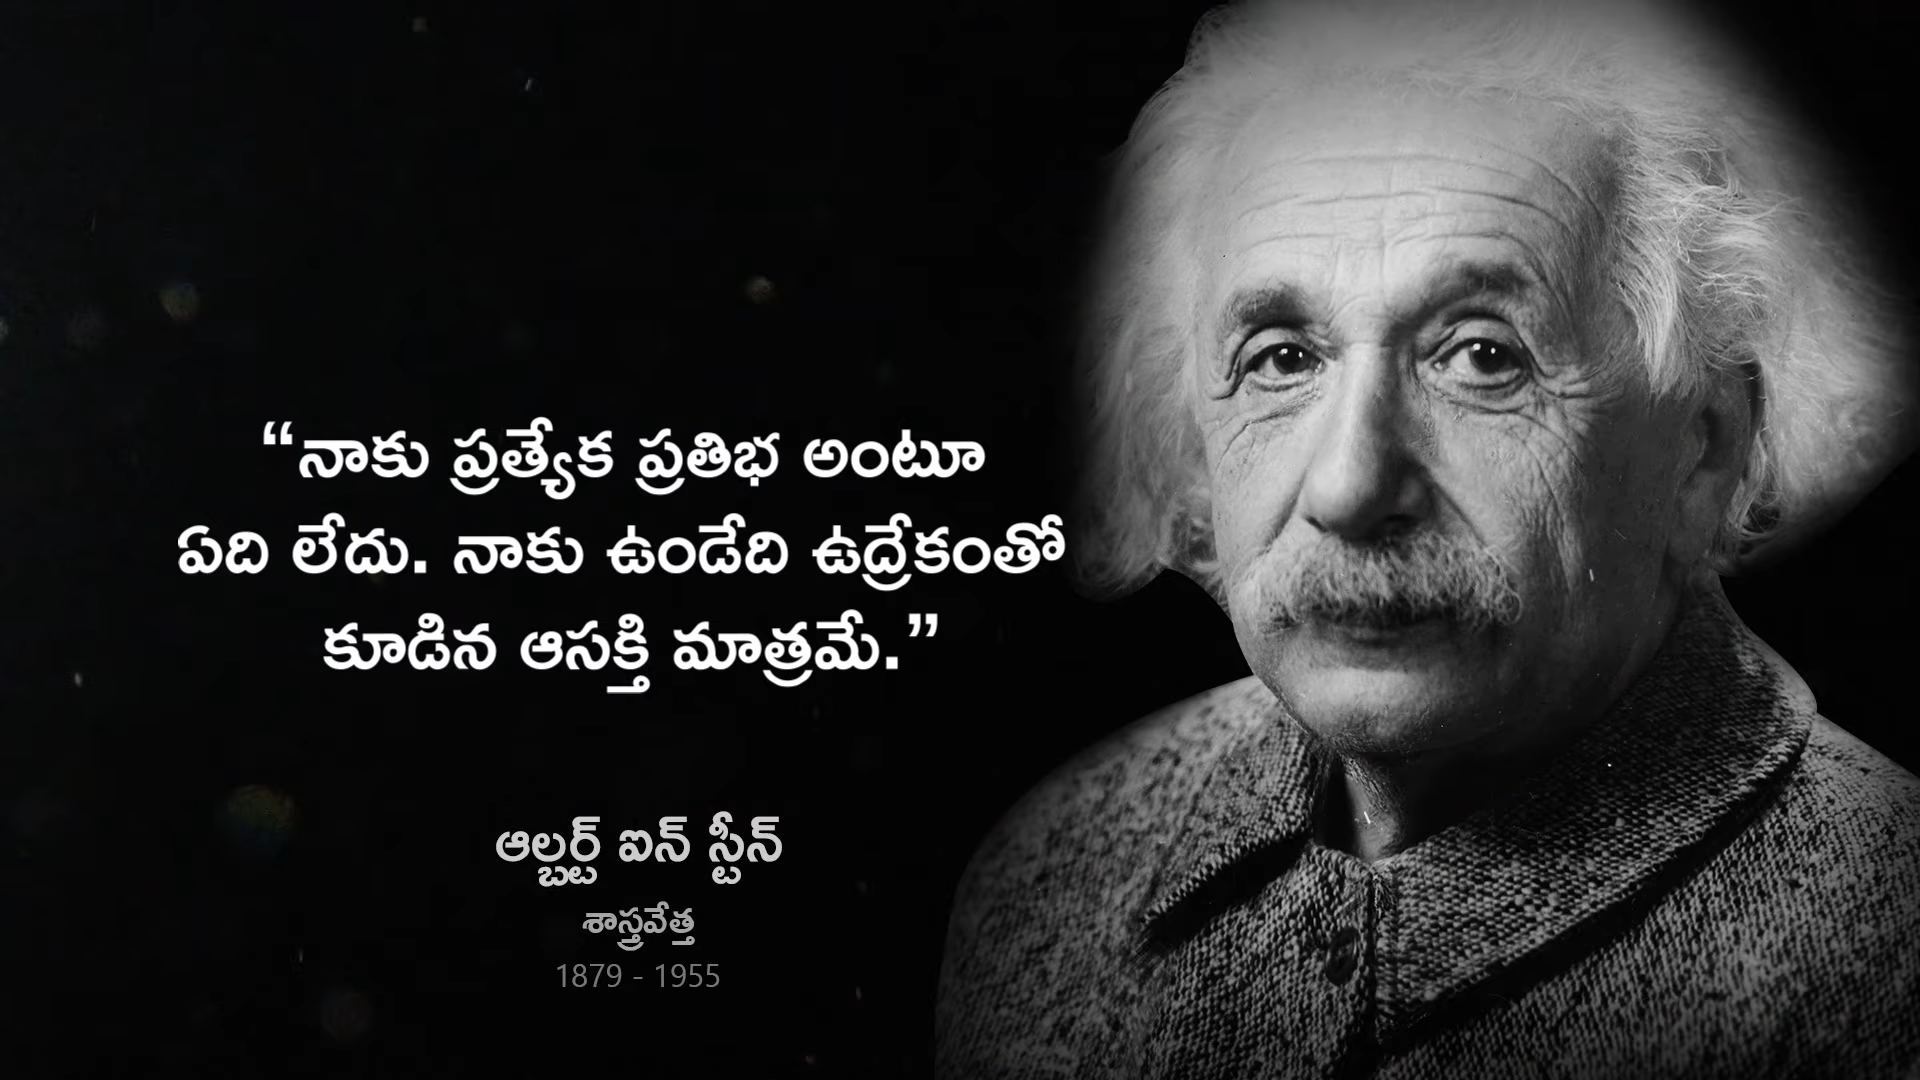 “నాకు ప్రత్యేక ప్రతిభ అంటూ
ఏది లేదు. నాకు ఉండేది ఉద్రేకంతో
కూడిన ఆసక్తి మాత్రమే.”
ఆల్బర్ట్ ఐన్ స్టీన్
శాస్త్రవేత్త
1879 - 1955